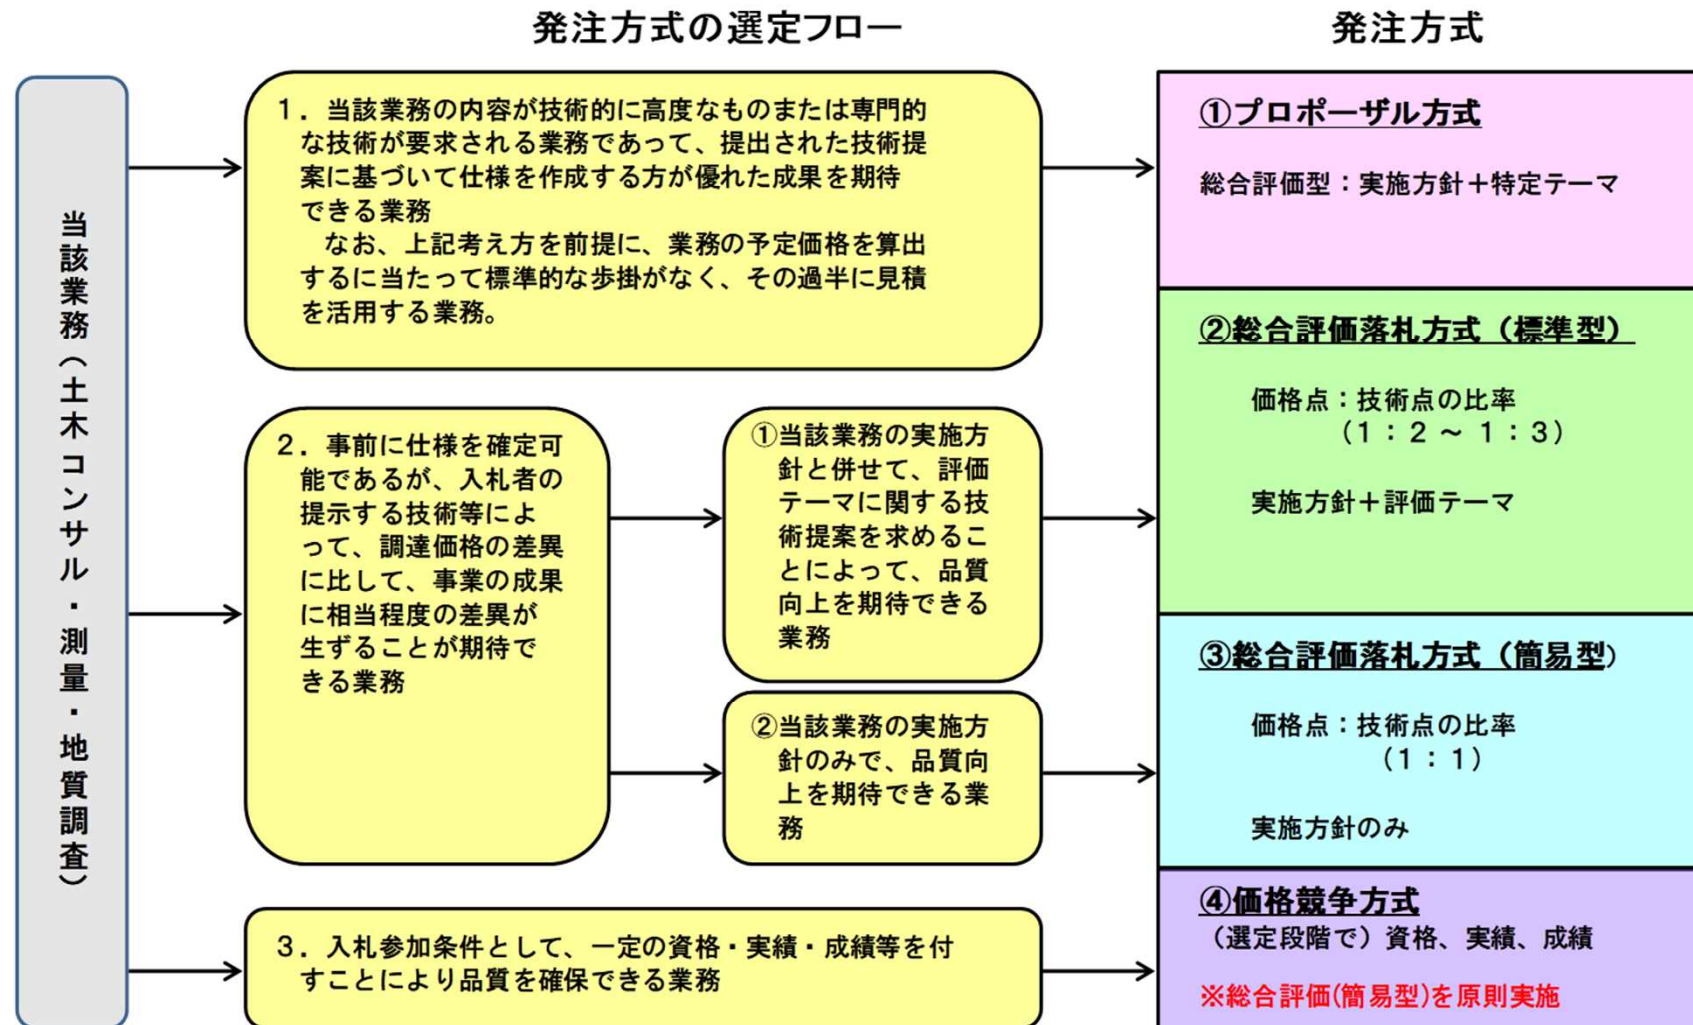 発注方式の選定フロー
発注方式
当該業務(土木コンサル・測量・地質調査)
1．当該業務の内容が技術的に高度なものまたは専門的
な技術が要求される業務であって、提出された技術提
案に基づいて仕様を作成する方が優れた成果を期待
できる業務
なお、上記考え方を前提に、業務の予定価格を算出
するに当たって標準的な歩掛がなく、その過半に見積
を活用する業務。
①プロポーザル方式
総合評価型：実施方針＋特定テーマ
2．事前に仕様を確定可
能であるが、入札者の
提示する技術等によ
って、調達価格の差異
に比して、事業の成果
に相当程度の差異が
生ずることが期待で
きる業務
①当該業務の実施方
針と併せて、評価
テーマに関する技
術提案を求めるこ
とによって、品質
向上を期待できる
業務
②総合評価落札方式（標準型）
価格点：技術点の比率
（1：2～1：3）
実施方針＋評価テーマ
②当該業務の実施方
針のみで、品質向
上を期待できる業
務
③総合評価落札方式（簡易型）
価格点：技術点の比率
（1：1）
実施方針のみ
3．入札参加条件として、一定の資格・実績・成績等を付
すことにより品質を確保できる業務
④価格競争方式
（選定段階で）資格、実績、成績
※総合評価(簡易型)を原則実施